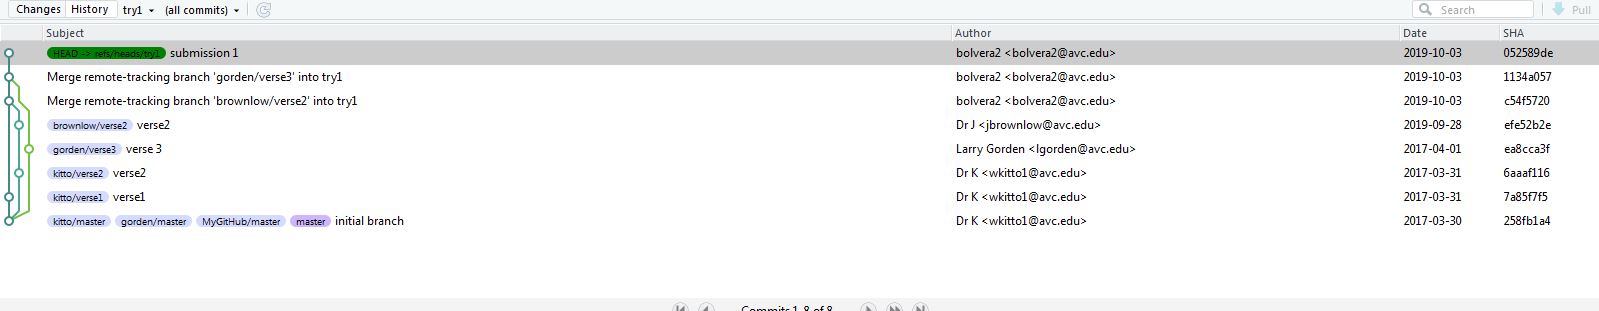 Changes History try1 (all commits) Search Pull
Subject Author Date SHA
HEAD -> refs/heads/try1 submission 1 bolvera2 <bolvera2@avc.edu> 2019-10-03 052589de
Merge remote-tracking branch 'gorden/verse3' into try1 bolvera2 <bolvera2@avc.edu> 2019-10-03 1134a057
Merge remote-tracking branch 'brownlow/verse2' into try1 bolvera2 <bolvera2@avc.edu> 2019-10-03 c54f5720
brownlow/verse2 verse2 Dr J <jbrownlow@avc.edu> 2019-09-28 efe52b2e
gorden/verse3 verse 3 Larry Gorden <lgorden@avc.edu> 2017-04-01 ea8cca3f
kitto/verse2 verse2 Dr K <wkitto1@avc.edu> 2017-03-31 6aaaf116
kitto/verse1 verse1 Dr K <wkitto1@avc.edu> 2017-03-31 7a85f7f5
kitto/master gorden/master MyGitHub/master master initial branch Dr K <wkitto1@avc.edu> 2017-03-30 258fb1a4
Commits 1-8 of 8